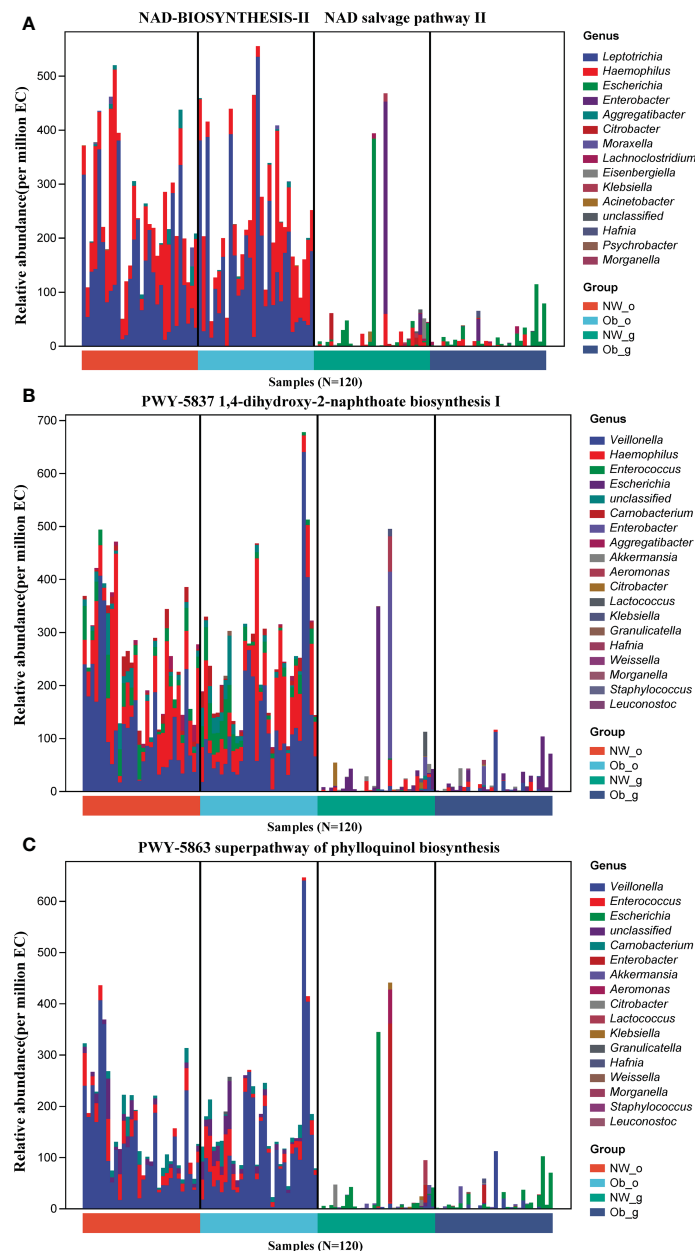 A
NAD-BIOSYNTHESIS-II NAD salvage pathway II
Relative abundance(per million EC)
500
400
300
200
100
0
Samples (N=120)
Genus
Leptotrichia
Haemophilus
Escherichia
Enterobacter
Aggregatibacter
Citrobacter
Moraxella
Lachnoclostridium
Eisenbergiella
Klebsiella
Acinetobacter
unclassified
Hafnia
Psychrobacter
Morganella
Group
NW_o
Ob_o
NW_g
Ob_g
B
PWY-5837 1,4-dihydroxy-2-naphthoate biosynthesis I
Relative abundance(per million EC)
700
600
500
400
300
200
100
0
Samples (N=120)
Genus
Veillonella
Haemophilus
Enterococcus
Escherichia
unclassified
Carnobacterium
Enterobacter
Aggregatibacter
Akkermansia
Aeromonas
Citrobacter
Lactococcus
Klebsiella
Granulicatella
Hafnia
Weissella
Morganella
Staphylococcus
Leuconostoc
Group
NW_o
Ob_o
NW_g
Ob_g
C
PWY-5863 superpathway of phylloquinol biosynthesis
Relative abundance(per million EC)
600
500
400
300
200
100
0
Samples (N=120)
Genus
Veillonella
Enterococcus
Escherichia
unclassified
Carnobacterium
Enterobacter
Akkermansia
Aeromonas
Citrobacter
Lactococcus
Klebsiella
Granulicatella
Hafnia
Weissella
Morganella
Staphylococcus
Leuconostoc
Group
NW_o
Ob_o
NW_g
Ob_g